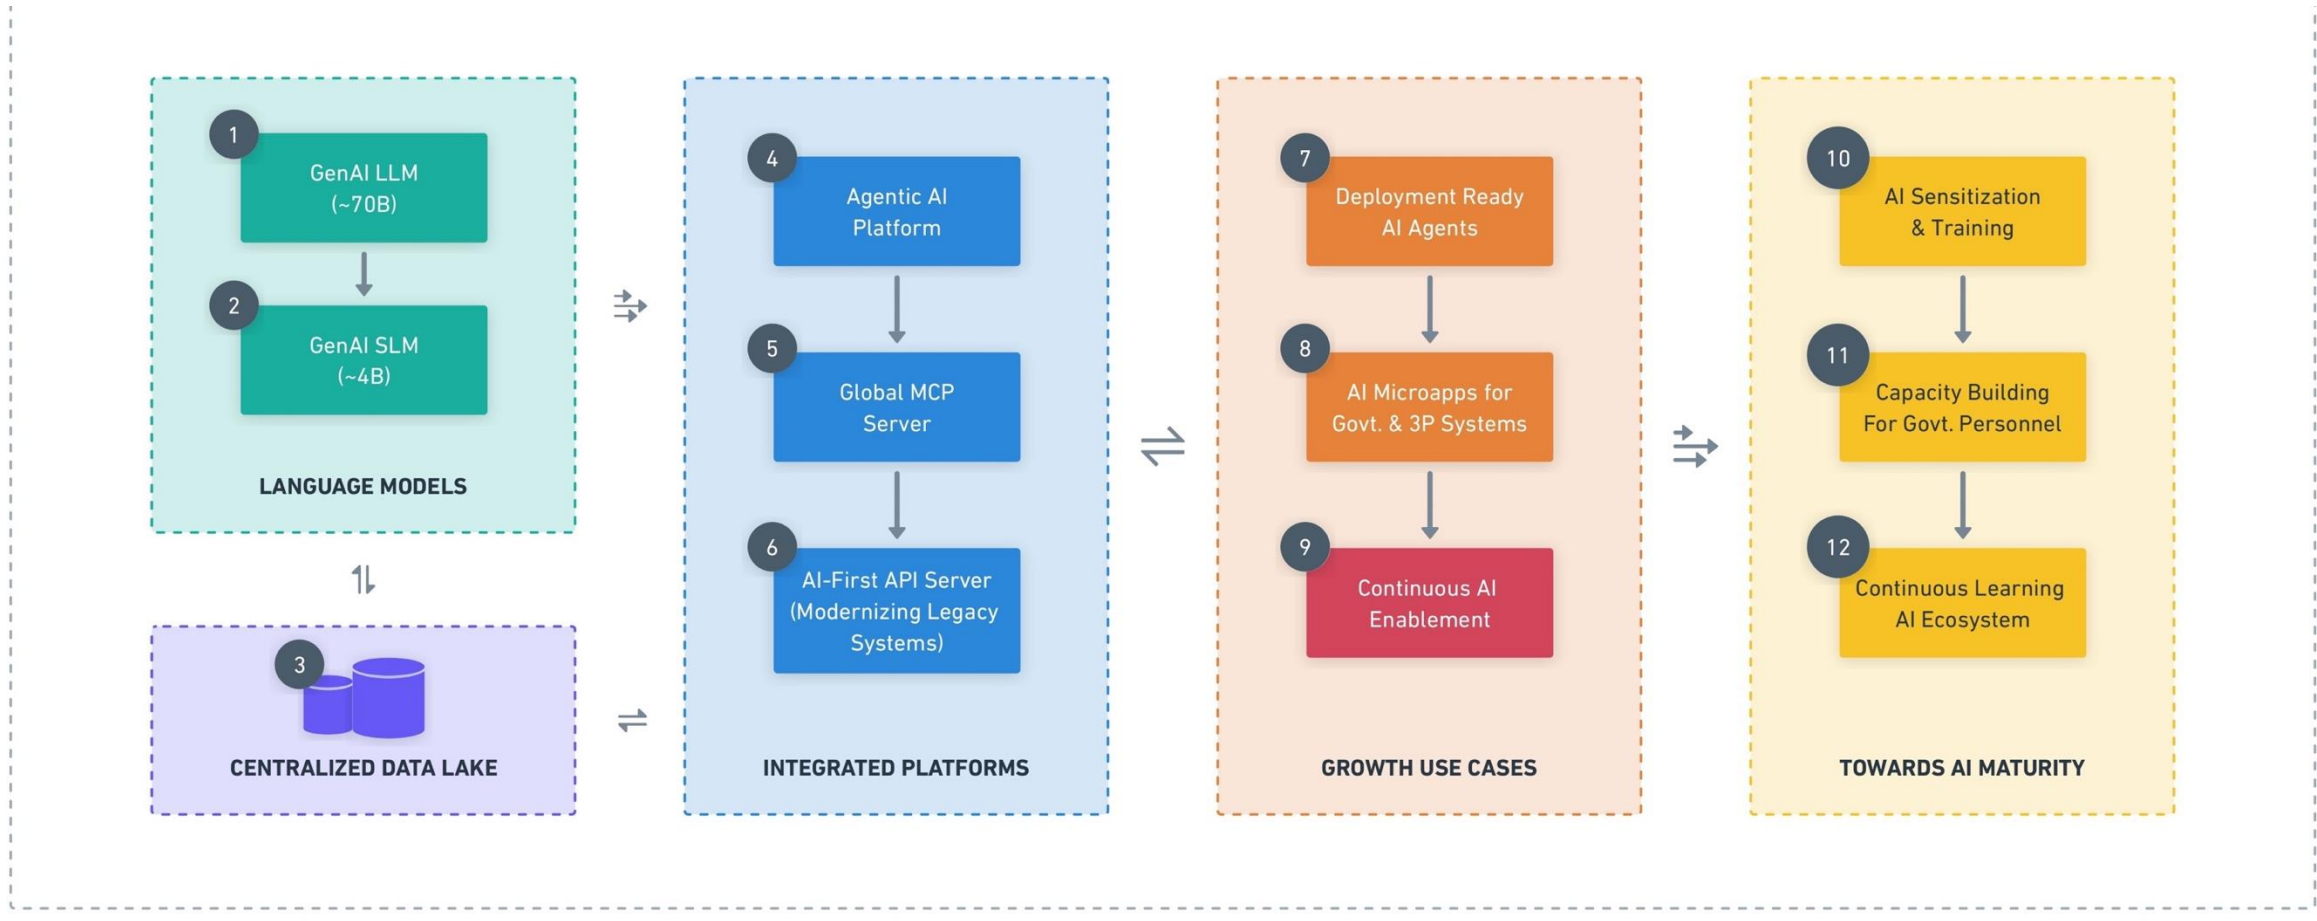 1
GenAI LLM
(~70B)
2
GenAI SLM
(~4B)
LANGUAGE MODELS
3
CENTRALIZED DATA LAKE
4
Agentic AI
Platform
5
Global MCP
Server
6
AI-First API Server
(Modernizing Legacy
Systems)
INTEGRATED PLATFORMS
7
Deployment Ready
AI Agents
8
AI Microapps for
Govt. & 3P Systems
9
Continuous AI
Enablement
GROWTH USE CASES
10
AI Sensitization
& Training
11
Capacity Building
For Govt. Personnel
12
Continuous Learning
AI Ecosystem
TOWARDS AI MATURITY